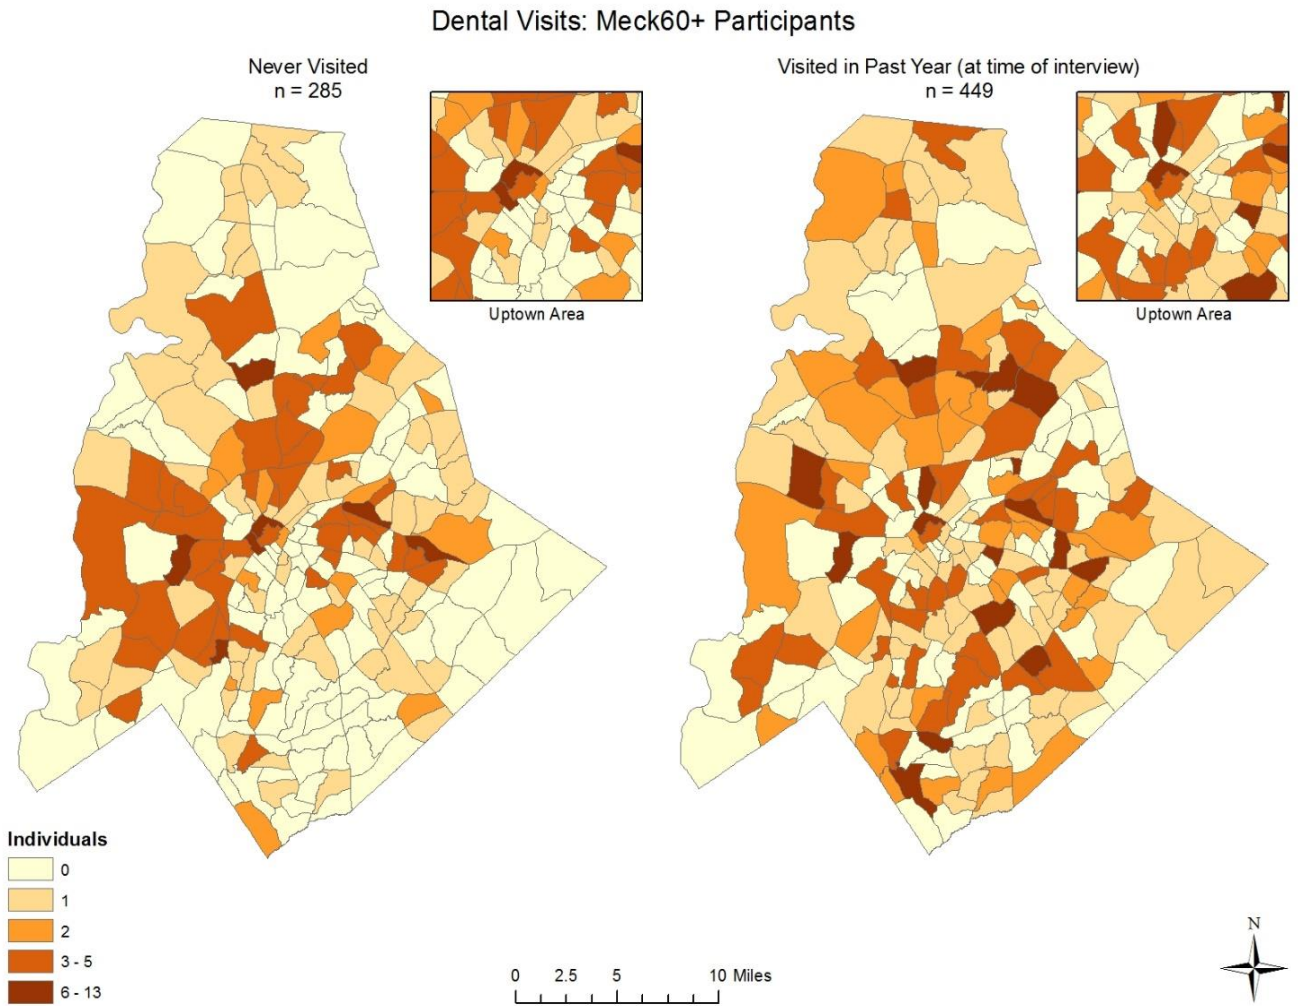 Dental Visits: Meck60+ Participants
Never Visited
n = 285
Visited in Past Year (at time of interview)
n = 449
Uptown Area
Uptown Area
Individuals
0
1
2
3 - 5
6 - 13
0 2.5 5 10 Miles
N